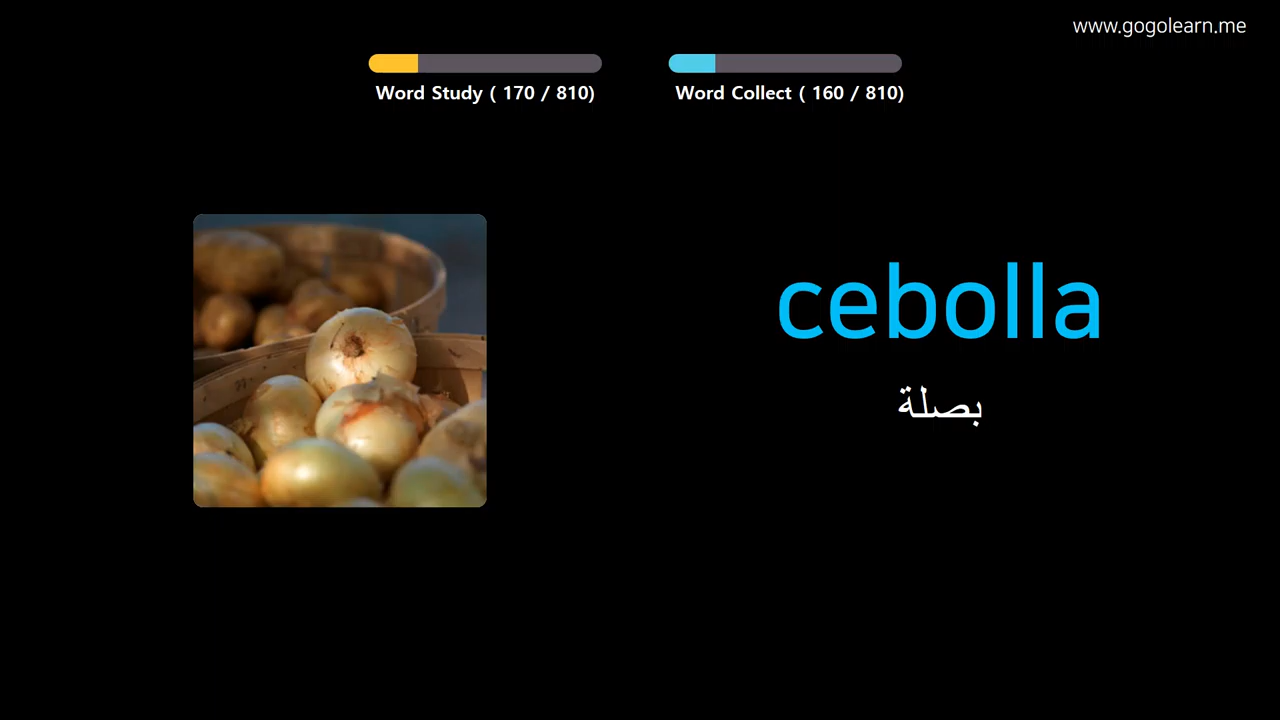 www.gogolearn.me
Word Study ( 170 / 810)
Word Collect ( 160 / 810)
cebolla
بصلة